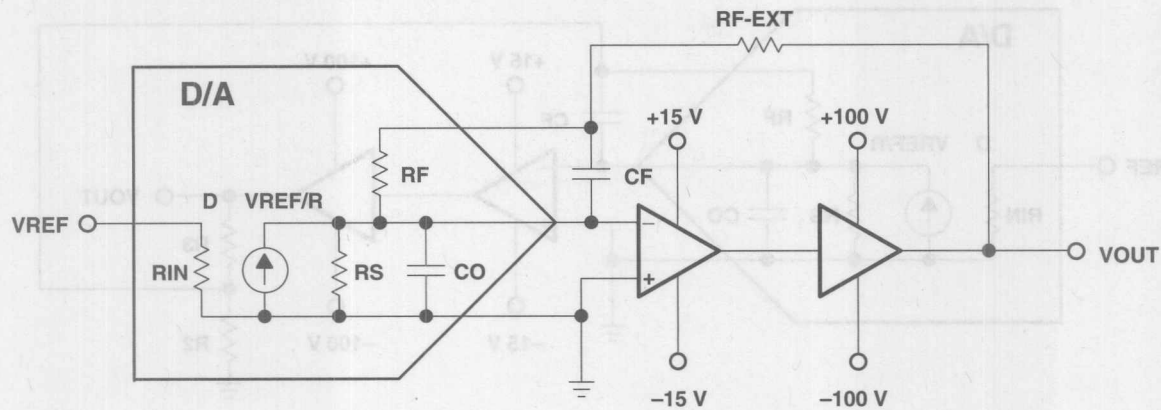 RF-EXT
D/A
+15 V
+100 V
RF
CF
D VREF/R
VREF
RIN
RS
CO
−
+
VOUT
−15 V
−100 V